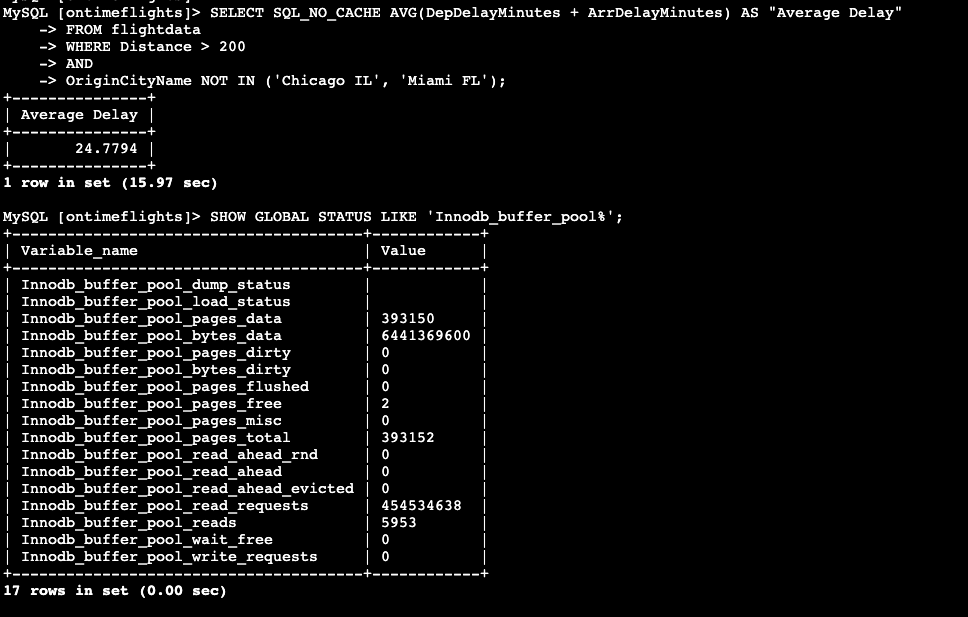 MySQL [ontimeflights]> SELECT SQL_NO_CACHE AVG(DepDelayMinutes + ArrDelayMinutes) AS "Average Delay"
    -> FROM flightdata
    -> WHERE Distance > 200
    -> AND
    -> OriginCityName NOT IN ('Chicago IL', 'Miami FL');
+---------------+
| Average Delay |
+---------------+
|       24.7794 |
+---------------+
1 row in set (15.97 sec)

MySQL [ontimeflights]> SHOW GLOBAL STATUS LIKE 'Innodb_buffer_pool%';
+---------------------------------------+------------+
| Variable_name                         | Value      |
+---------------------------------------+------------+
| Innodb_buffer_pool_dump_status        |            |
| Innodb_buffer_pool_load_status        |            |
| Innodb_buffer_pool_pages_data         | 393150     |
| Innodb_buffer_pool_bytes_data         | 6441369600 |
| Innodb_buffer_pool_pages_dirty        | 0          |
| Innodb_buffer_pool_bytes_dirty        | 0          |
| Innodb_buffer_pool_pages_flushed      | 0          |
| Innodb_buffer_pool_pages_free         | 2          |
| Innodb_buffer_pool_pages_misc         | 0          |
| Innodb_buffer_pool_pages_total        | 393152     |
| Innodb_buffer_pool_read_ahead_rnd     | 0          |
| Innodb_buffer_pool_read_ahead         | 0          |
| Innodb_buffer_pool_read_ahead_evicted | 0          |
| Innodb_buffer_pool_read_requests      | 454534638  |
| Innodb_buffer_pool_reads              | 5953       |
| Innodb_buffer_pool_wait_free          | 0          |
| Innodb_buffer_pool_write_requests     | 0          |
+---------------------------------------+------------+
17 rows in set (0.00 sec)